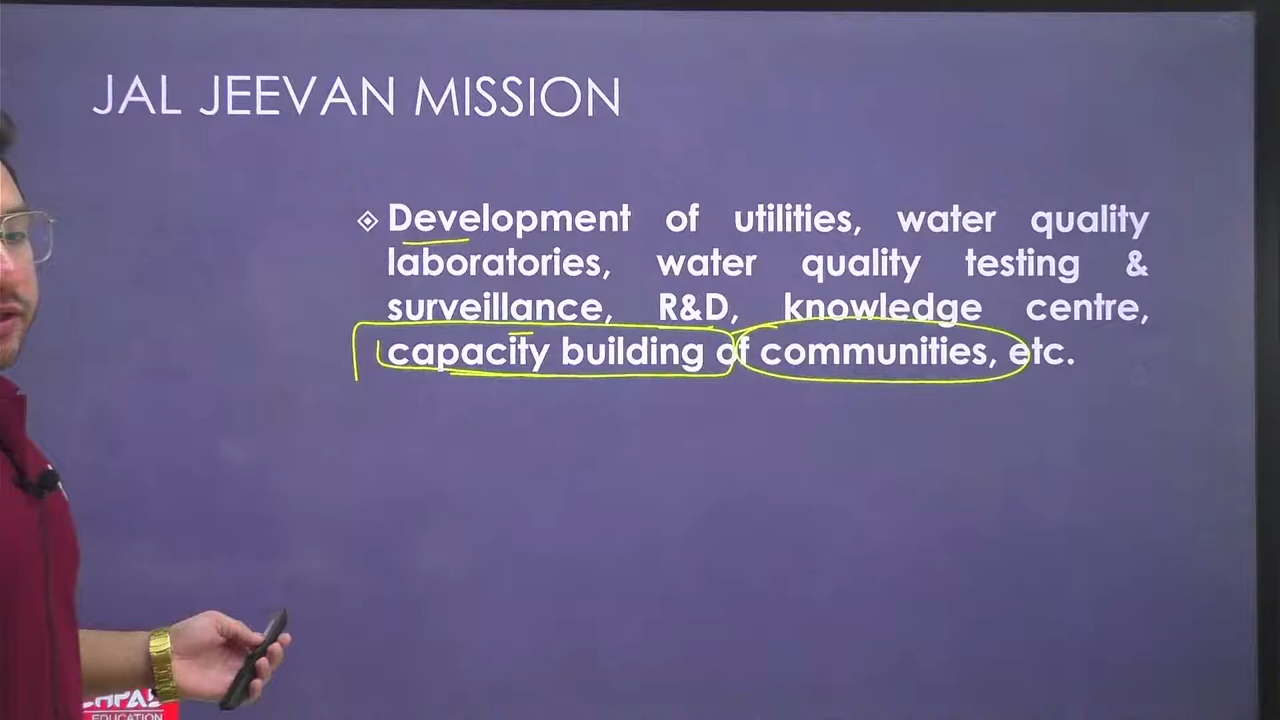 JAL JEEVAN MISSION
Development of utilities, water quality
laboratories, water quality testing &
surveillance, R&D, knowledge centre,
capacity building of communities, etc.
EDUCATION